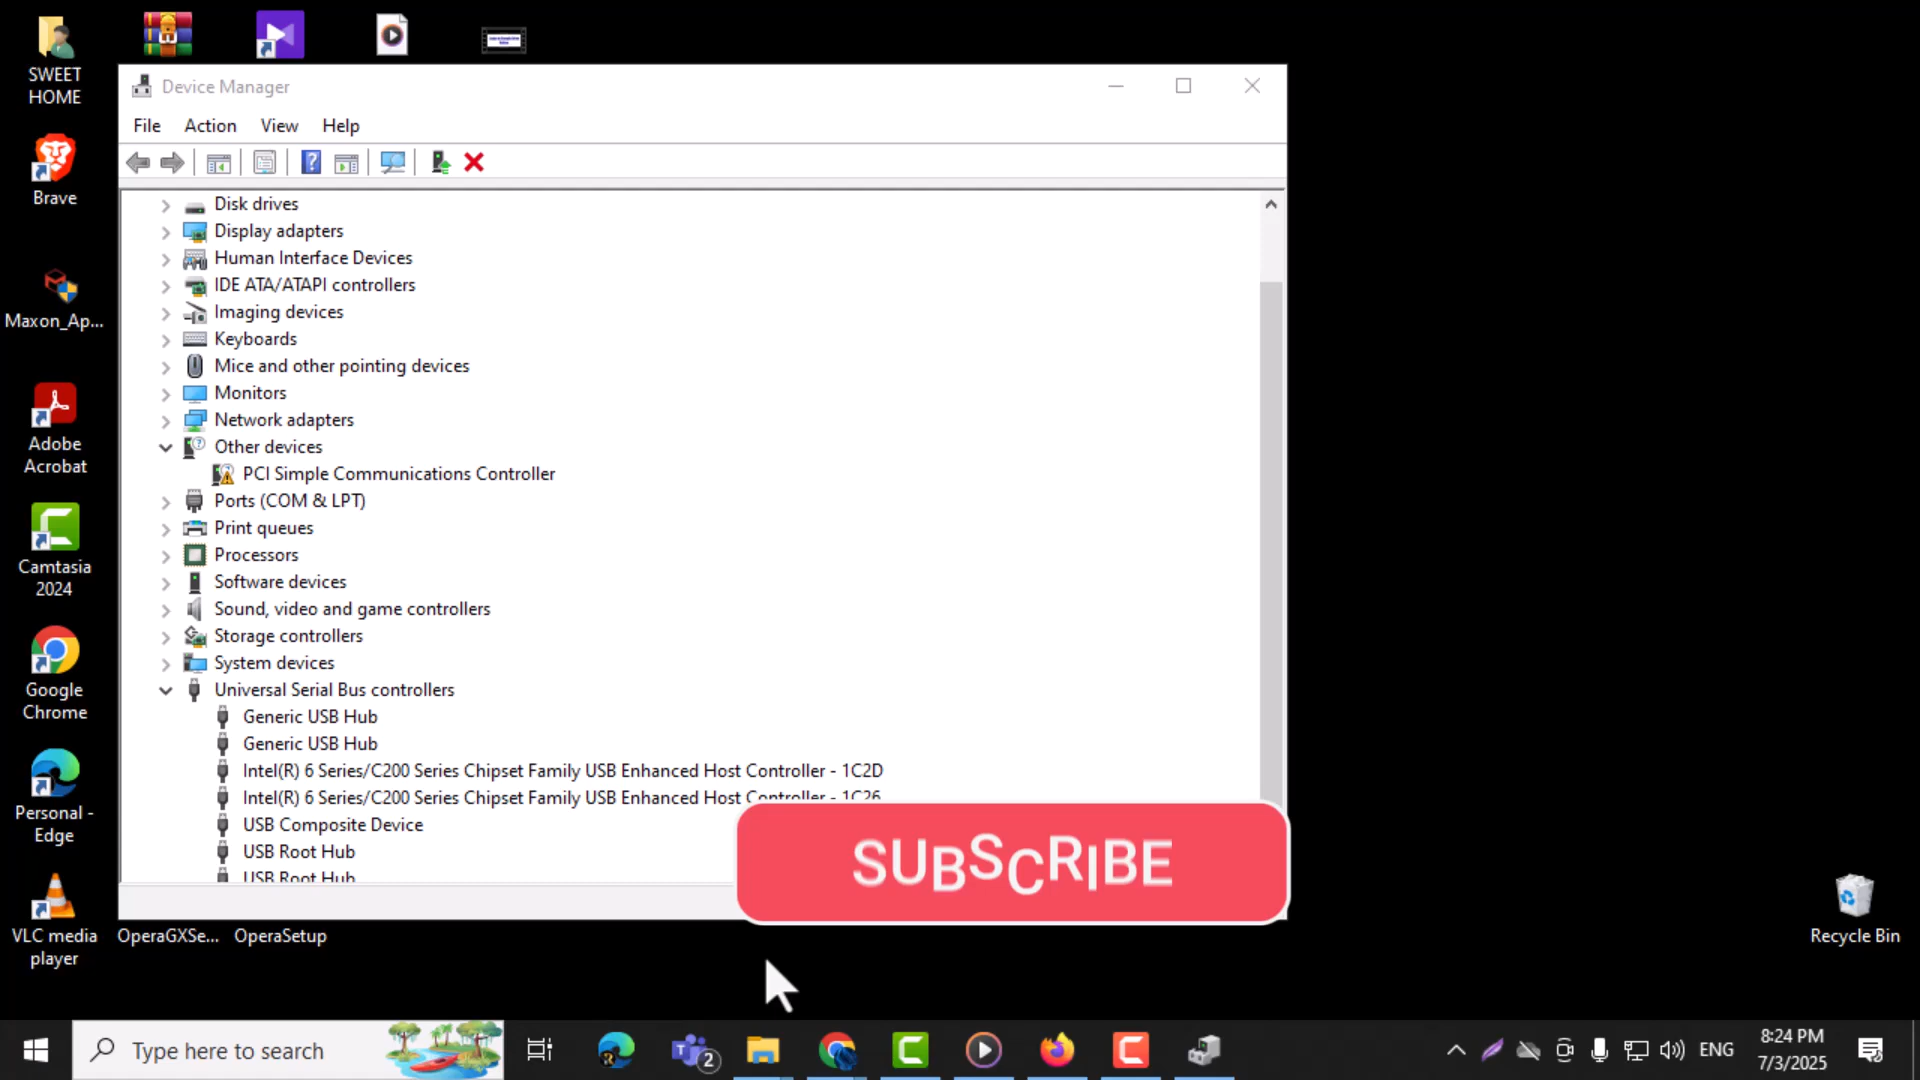 SWEET
HOME
Brave
Maxon_Ap...
Adobe
Acrobat
Camtasia
2024
Google
Chrome
Personal -
Edge
VLC media
player
OperaGXSe...
OperaSetup
Recycle Bin
Device Manager
File Action View Help
Disk drives
Display adapters
Human Interface Devices
IDE ATA/ATAPI controllers
Imaging devices
Keyboards
Mice and other pointing devices
Monitors
Network adapters
Other devices
PCI Simple Communications Controller
Ports (COM & LPT)
Print queues
Processors
Software devices
Sound, video and game controllers
Storage controllers
System devices
Universal Serial Bus controllers
Generic USB Hub
Generic USB Hub
Intel(R) 6 Series/C200 Series Chipset Family USB Enhanced Host Controller - 1C2D
Intel(R) 6 Series/C200 Series Chipset Family USB Enhanced Host Controller - 1C26
USB Composite Device
USB Root Hub
USB Root Hub
SUBSCRIBE
Type here to search
2
ENG
8:24 PM
7/3/2025